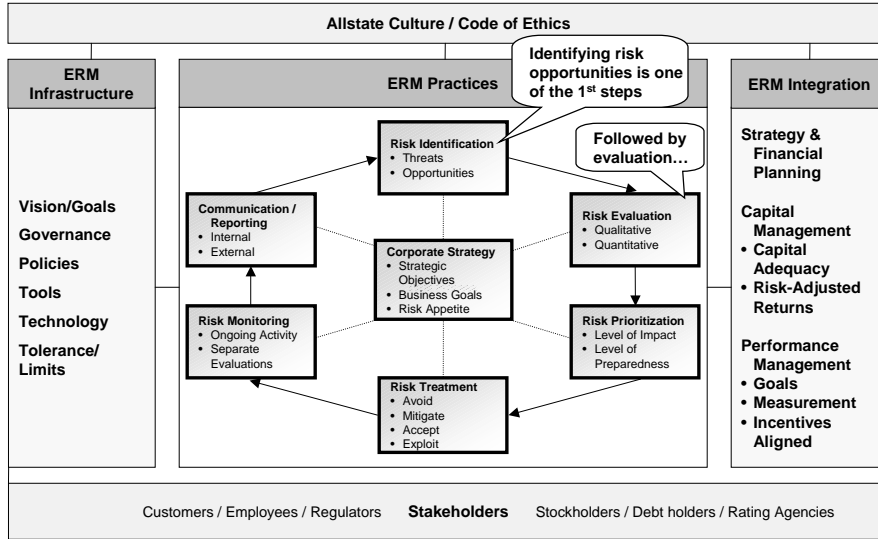 Allstate Culture / Code of Ethics
ERM
Infrastructure
Vision/Goals
Governance
Policies
Tools
Technology
Tolerance/
Limits
ERM Practices
Identifying risk
opportunities is one
of the 1st steps
Followed by
evaluation…
Risk Identification
• Threats
• Opportunities
Risk Evaluation
• Qualitative
• Quantitative
Risk Prioritization
• Level of Impact
• Level of
Preparedness
Risk Treatment
• Avoid
• Mitigate
• Accept
• Exploit
Risk Monitoring
• Ongoing Activity
• Separate
Evaluations
Communication /
Reporting
• Internal
• External
Corporate Strategy
• Strategic
Objectives
• Business Goals
• Risk Appetite
ERM Integration
Strategy &
Financial
Planning
Capital
Management
• Capital
Adequacy
• Risk-Adjusted
Returns
Performance
Management
• Goals
• Measurement
• Incentives
Aligned
Customers / Employees / Regulators Stakeholders Stockholders / Debt holders / Rating Agencies